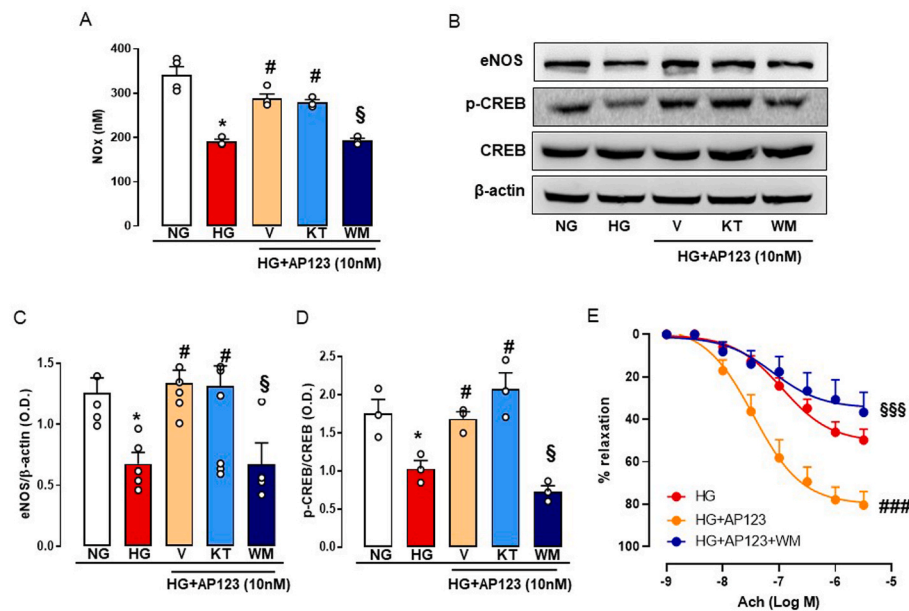 A
400
300
200
100
0
NOx (nM)
*
#
#
§
NG HG V KT WM
HG+AP123 (10nM)
B
eNOS
p-CREB
CREB
β-actin
NG HG V KT WM
HG+AP123 (10nM)
C
1.5
1.0
0.5
0.0
eNOS/β-actin (O.D.)
*
#
#
§
NG HG V KT WM
HG+AP123 (10nM)
D
2.5
2.0
1.5
1.0
0.5
0.0
p-CREB/CREB (O.D.)
*
#
#
§
NG HG V KT WM
HG+AP123 (10nM)
E
0
20
40
60
80
100
% relaxation
§§§
###
HG
HG+AP123
HG+AP123+WM
-9 -8 -7 -6 -5
Ach (Log M)